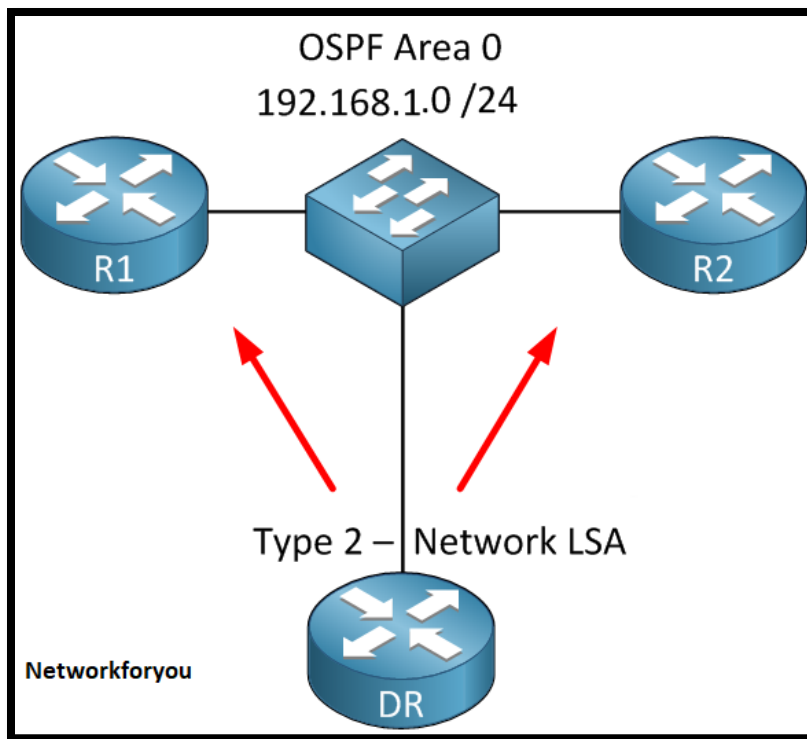 OSPF Area 0
192.168.1.0 /24
R1
R2
Type 2 – Network LSA
Networkforyou
DR